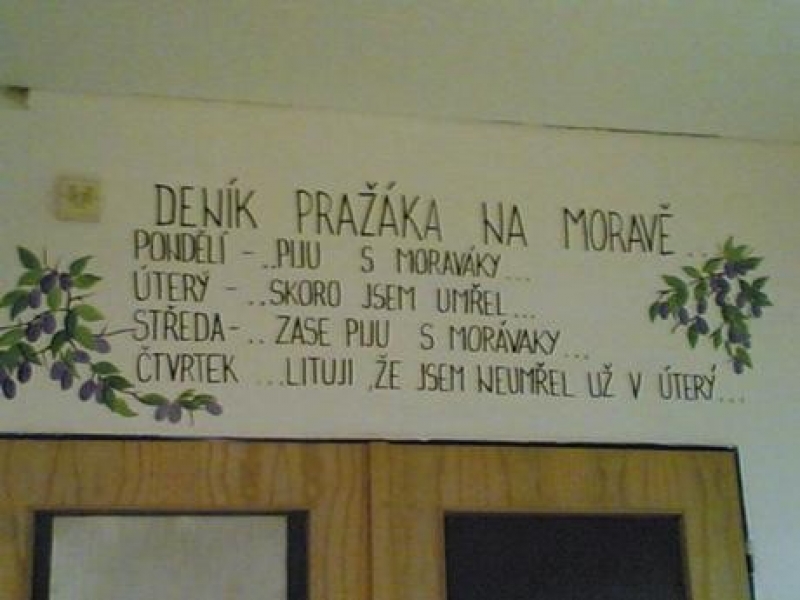 DENÍK PRAŽÁKA NA MORAVĚ...
PONDĚLÍ - ..PIJU S MORAVÁKY...
ÚTERÝ - ..SKORO JSEM UMŘEL...
STŘEDA - .. ZASE PIJU S MORÁVAKY...
ČTVRTEK ...LITUJI ,ŽE JSEM NEUMŘEL UŽ V ÚTERÝ...